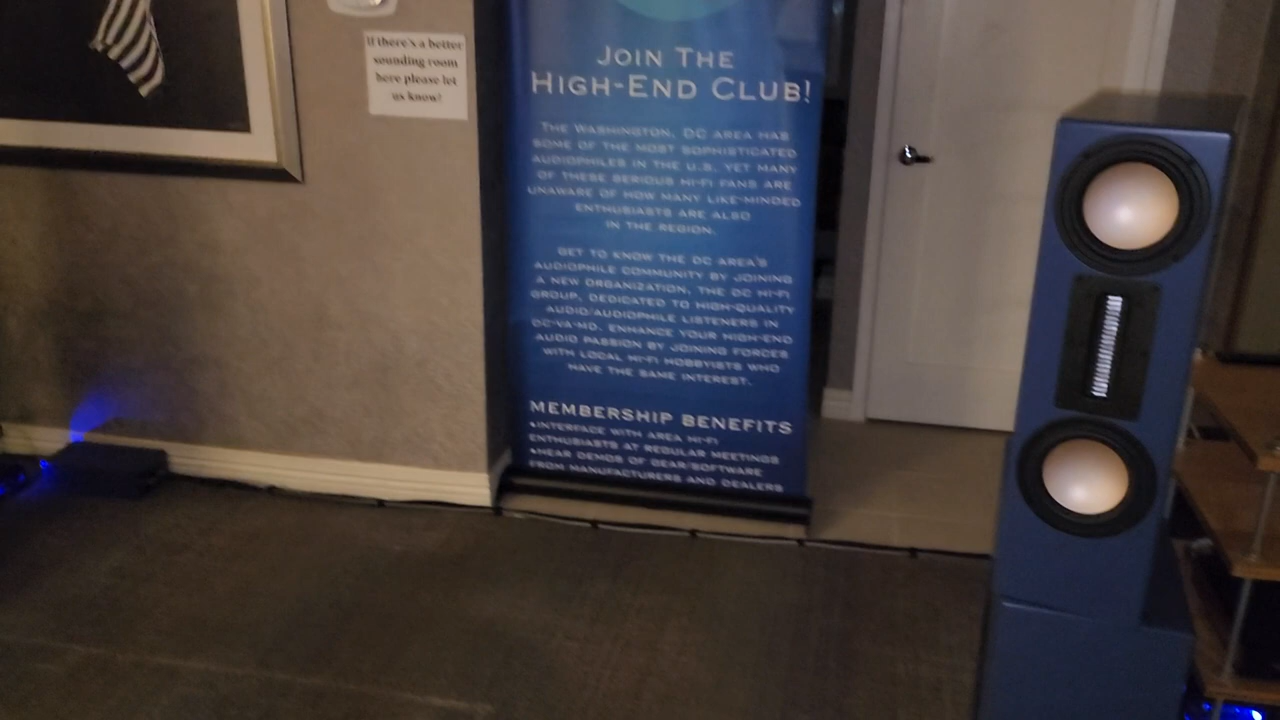 If there's a better
sounding room
here please let
us know!
JOIN THE
HIGH-END CLUB!
THE WASHINGTON, DC AREA HAS
SOME OF THE MOST SOPHISTICATED
AUDIOPHILES IN THE U.S. YET MANY
OF THESE SERIOUS HI-FI FANS ARE
UNAWARE OF HOW MANY LIKE-MINDED
ENTHUSIASTS ARE ALSO
IN THE REGION.
GET TO KNOW THE DC AREA'S
AUDIOPHILE COMMUNITY BY JOINING
A NEW ORGANIZATION, THE DC HI-FI
GROUP, DEDICATED TO HIGH-QUALITY
AUDIO/AUDIOPHILE LISTENERS IN
DC-VA-MD. ENHANCE YOUR HIGH-END
AUDIO PASSION BY JOINING FORCES
WITH LOCAL HI-FI HOBBYISTS WHO
HAVE THE SAME INTEREST.
MEMBERSHIP BENEFITS
•INTERFACE WITH AREA HI-FI
ENTHUSIASTS AT REGULAR MEETINGS
•HEAR DEMOS OF GEAR/SOFTWARE
FROM MANUFACTURERS AND DEALERS